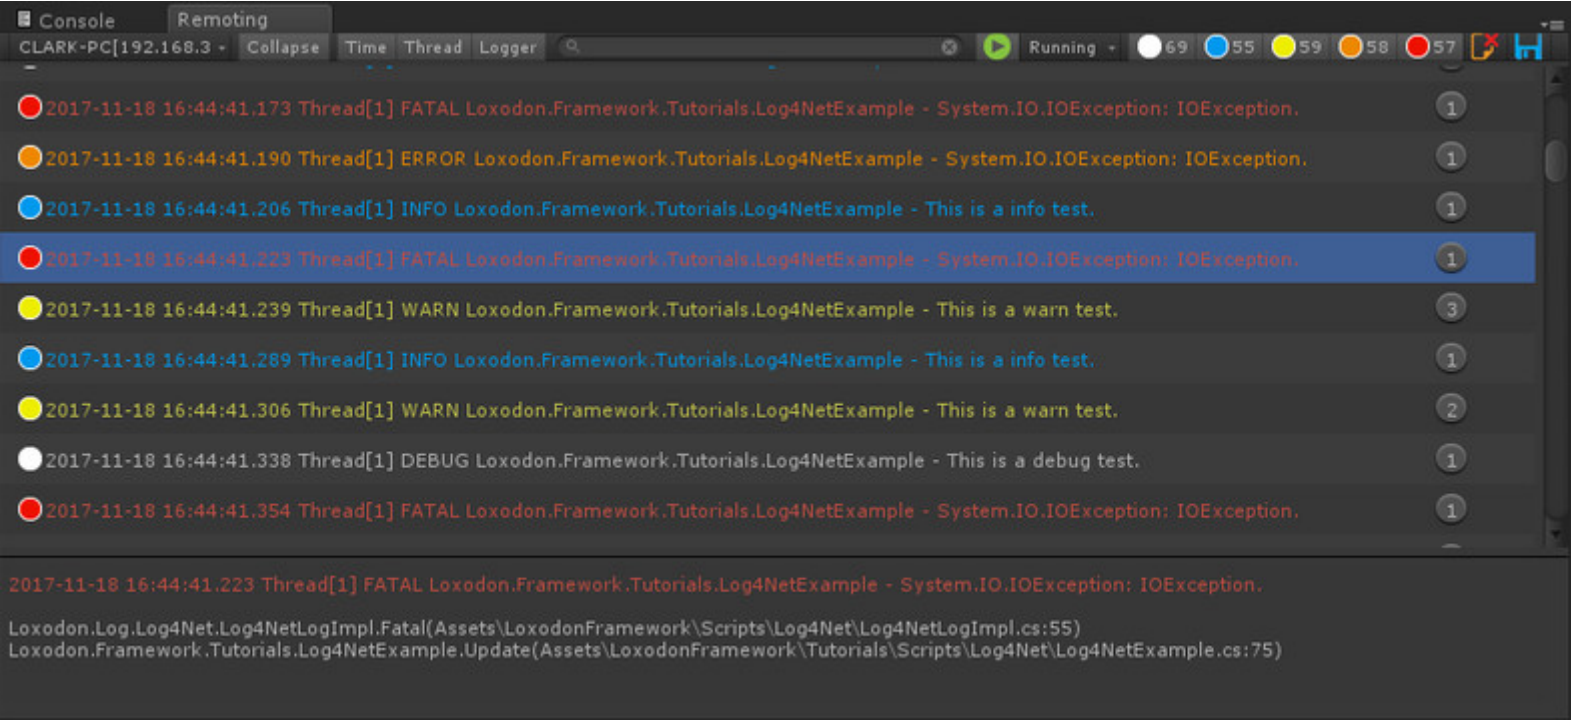 Console Remoting
CLARK-PC[192.168.3 Collapse Time Thread Logger Running 69 55 59 58 57
2017-11-18 16:44:41.173 Thread[1] FATAL Loxodon.Framework.Tutorials.Log4NetExample - System.IO.IOException: IOException. 1
2017-11-18 16:44:41.190 Thread[1] ERROR Loxodon.Framework.Tutorials.Log4NetExample - System.IO.IOException: IOException. 1
2017-11-18 16:44:41.206 Thread[1] INFO Loxodon.Framework.Tutorials.Log4NetExample - This is a info test. 1
2017-11-18 16:44:41.223 Thread[1] FATAL Loxodon.Framework.Tutorials.Log4NetExample - System.IO.IOException: IOException. 1
2017-11-18 16:44:41.239 Thread[1] WARN Loxodon.Framework.Tutorials.Log4NetExample - This is a warn test. 3
2017-11-18 16:44:41.289 Thread[1] INFO Loxodon.Framework.Tutorials.Log4NetExample - This is a info test. 1
2017-11-18 16:44:41.306 Thread[1] WARN Loxodon.Framework.Tutorials.Log4NetExample - This is a warn test. 2
2017-11-18 16:44:41.338 Thread[1] DEBUG Loxodon.Framework.Tutorials.Log4NetExample - This is a debug test. 1
2017-11-18 16:44:41.354 Thread[1] FATAL Loxodon.Framework.Tutorials.Log4NetExample - System.IO.IOException: IOException. 1
2017-11-18 16:44:41.223 Thread[1] FATAL Loxodon.Framework.Tutorials.Log4NetExample - System.IO.IOException: IOException.
Loxodon.Log.Log4Net.Log4NetLogImpl.Fatal(Assets\LoxodonFramework\Scripts\Log4Net\Log4NetLogImpl.cs:55)
Loxodon.Framework.Tutorials.Log4NetExample.Update(Assets\LoxodonFramework\Tutorials\Scripts\Log4Net\Log4NetExample.cs:75)